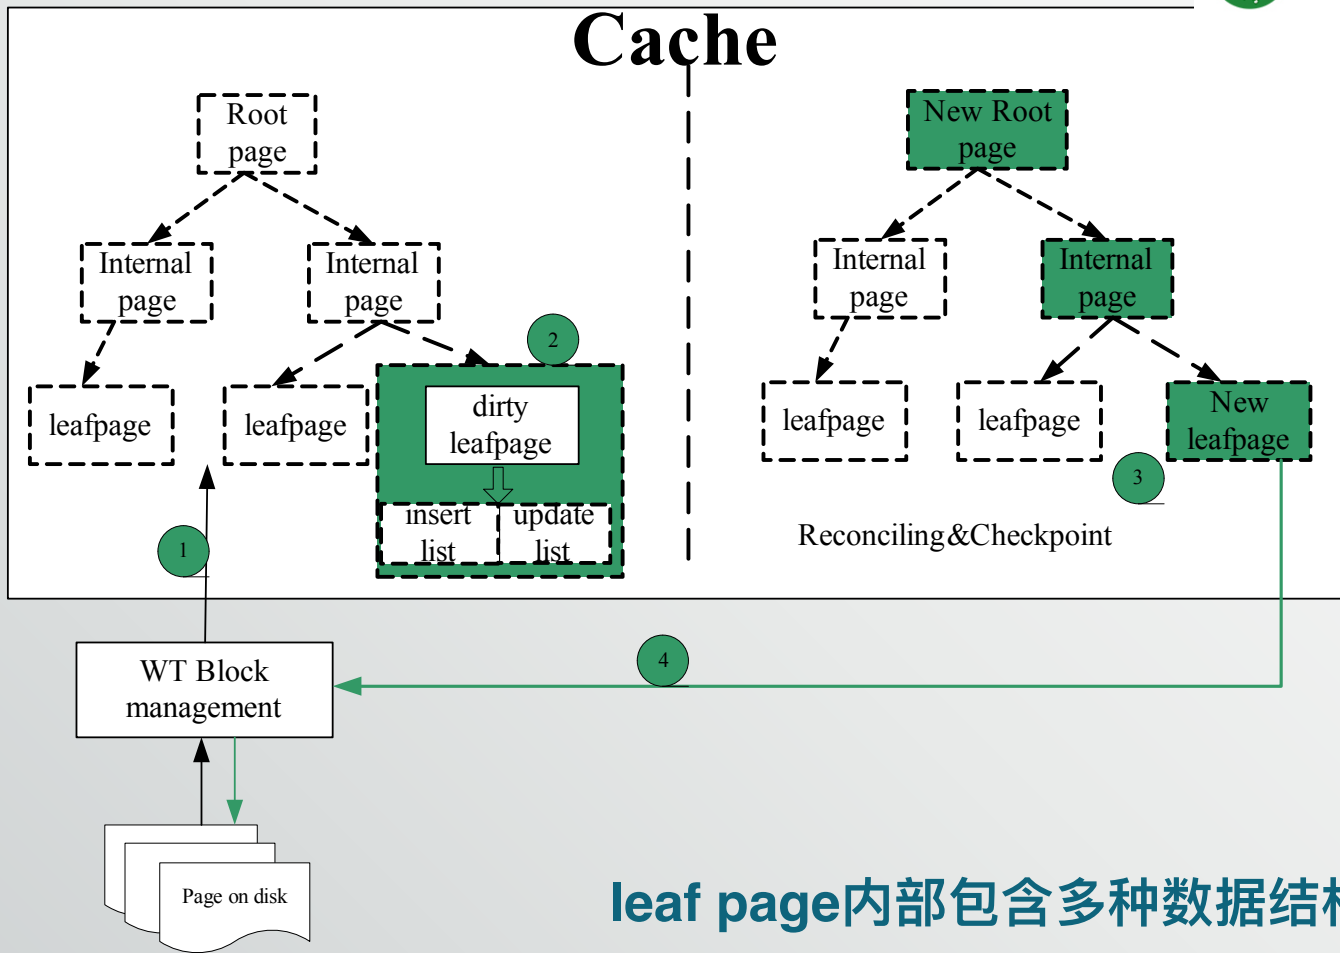 Cache
Root
page
Internal
page
Internal
page
leafpage
leafpage
2
dirty
leafpage
insert
list
update
list
1
New Root
page
Internal
page
Internal
page
leafpage
leafpage
New
leafpage
3
Reconciling&Checkpoint
WT Block
management
4
Page on disk
leaf page内部包含多种数据结